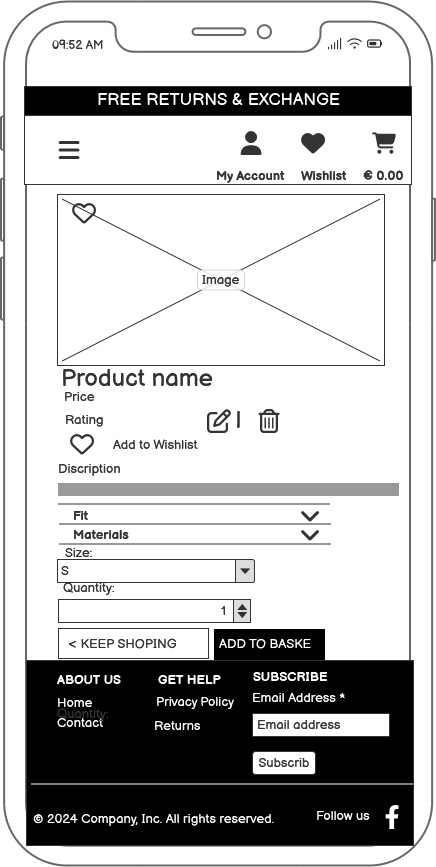 09:52 AM
FREE RETURNS & EXCHANGE
My Account Wishlist € 0.00
Image
Product name
Price
Rating
Add to Wishlist
Discription
Fit
Materials
Size:
S
Quantity:
1
< KEEP SHOPING ADD TO BASKE
ABOUT US GET HELP SUBSCRIBE
Home Privacy Policy Email Address *
Quantity:
Contact Returns Email address
Subscrib
© 2024 Company, Inc. All rights reserved. Follow us